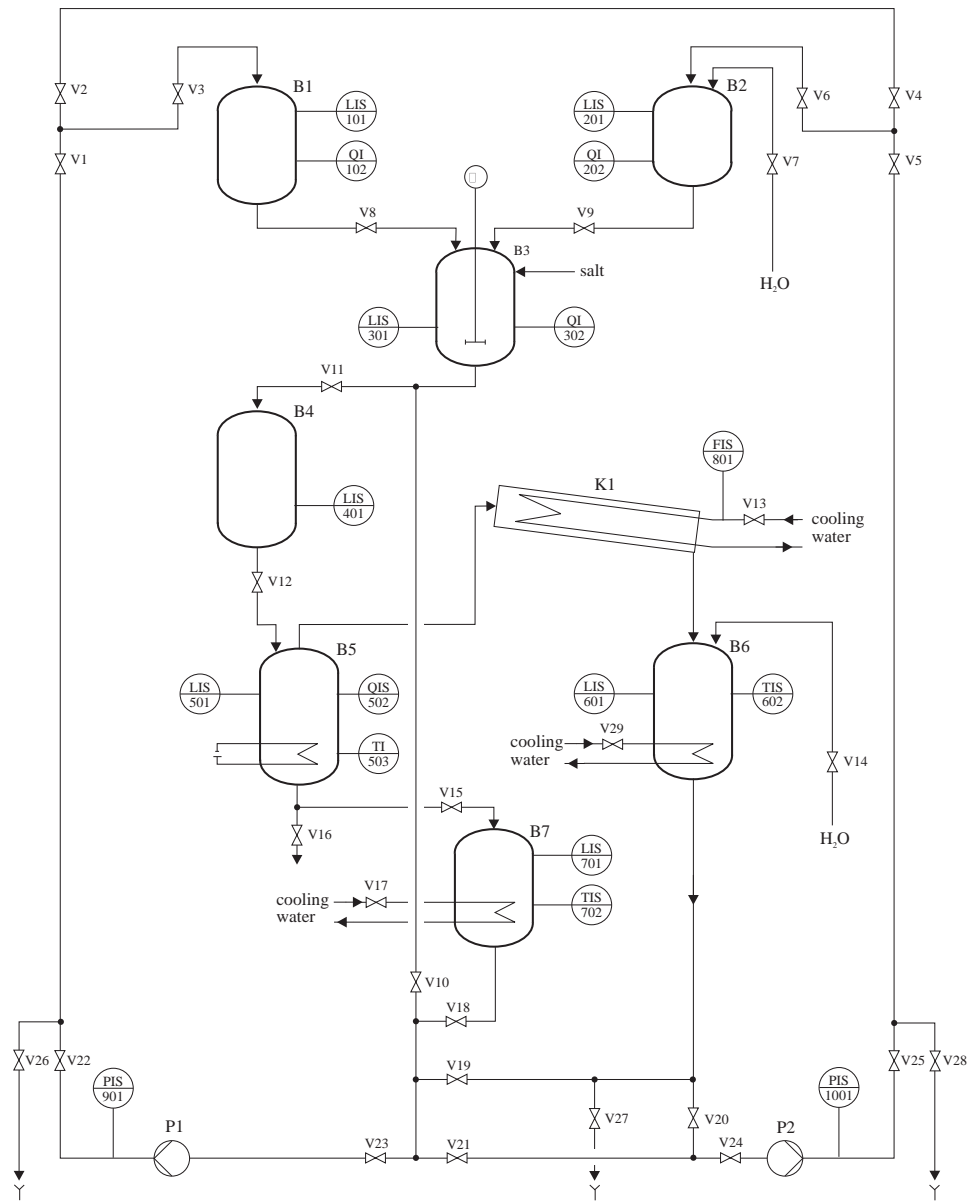 V2
V3
B1
LIS
101
QI
102
V1
B2
LIS
201
QI
202
V6
V4
V7
V5
H₂O
V8
V9
B3
salt
LIS
301
QI
302
V11
B4
LIS
401
FIS
801
K1
V13
cooling
water
V12
B5
LIS
501
QIS
502
TI
503
B6
LIS
601
TIS
602
V29
cooling
water
V14
H₂O
V15
V16
B7
LIS
701
TIS
702
V17
cooling
water
V10
V18
V26
V22
V19
V25
V28
PIS
901
PIS
1001
V27
V20
P1
P2
V23
V21
V24